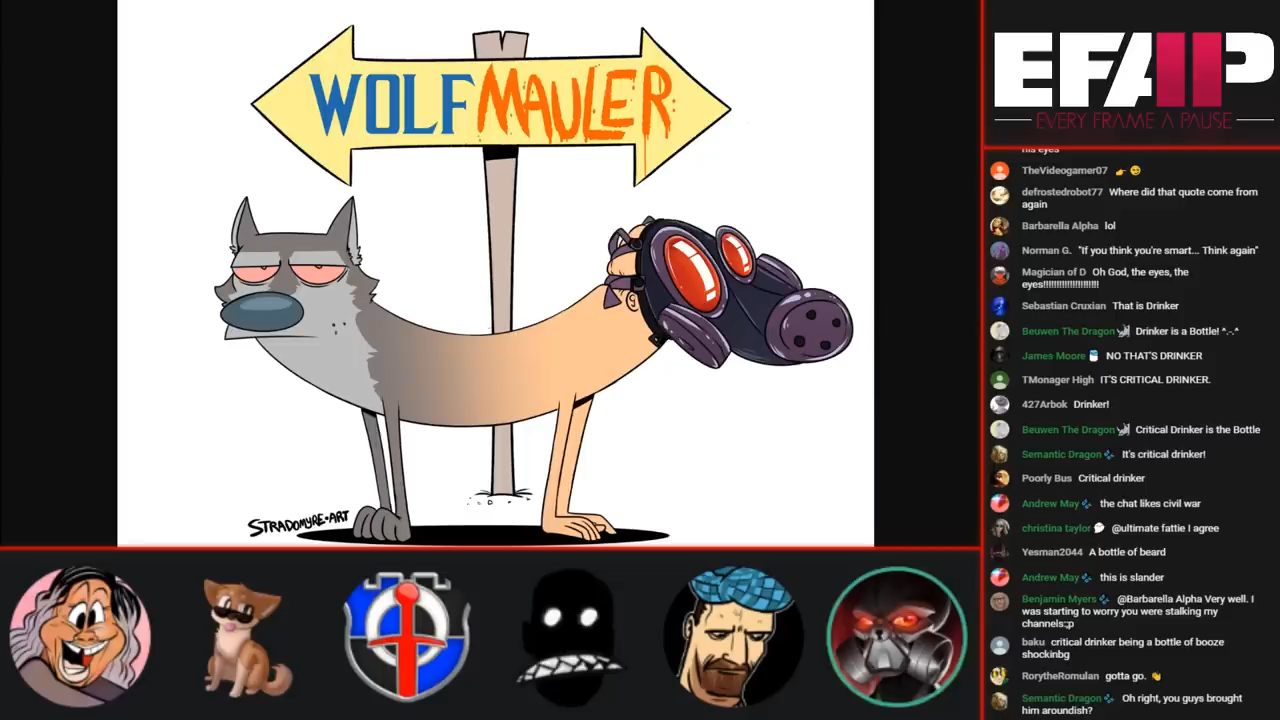 WOLFMAULER
STRADOMYRE-ART
EFAP
EVERY FRAME A PAUSE
his eyes
TheVideogamer07 👉 😏
defrostedrobot77 Where did that quote come from
again
Barbarella Alpha lol
Norman G. "If you think you're smart... Think again"
Magician of D Oh God, the eyes, the
eyes!!!!!!!!!!!!!!!!!!!!!
Sebastian Cruxian That is Drinker
Beuwen The Dragon Drinker is a Bottle! ^.-.^
James Moore NO THAT'S DRINKER
TMonager High IT'S CRITICAL DRINKER.
427Arbok Drinker!
Beuwen The Dragon Critical Drinker is the Bottle
Semantic Dragon It's critical drinker!
Poorly Bus Critical drinker
Andrew May the chat likes civil war
christina taylor @ultimate fattie I agree
Yesman2044 A bottle of beard
Andrew May this is slander
Benjamin Myers @Barbarella Alpha Very well. I
was starting to worry you were stalking my
channels:;p
baku critical drinker being a bottle of booze
shockinbg
RorytheRomulan gotta go. 👋
Semantic Dragon Oh right, you guys brought
him aroundish?